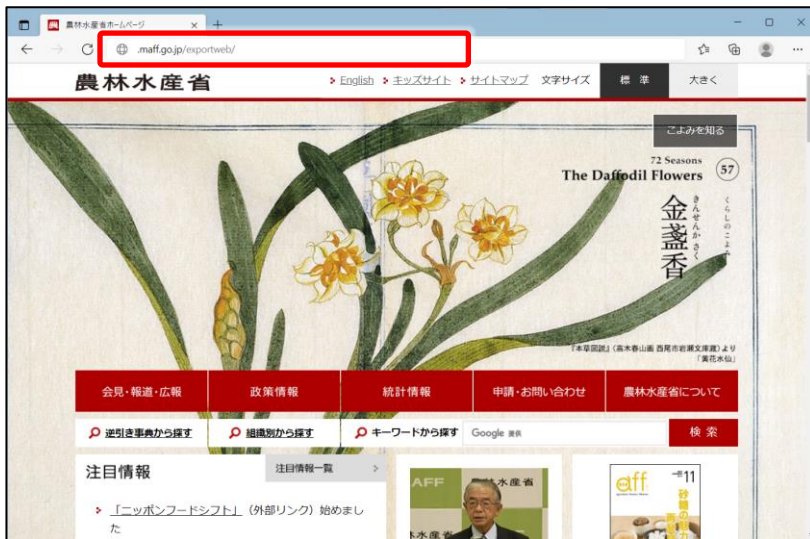 農林水産省ホームページ
.maff.go.jp/exportweb/
農林水産省
English キッズサイト サイトマップ 文字サイズ 標準 大きく
こよみを知る
72 Seasons
The Daffodil Flowers
57
金盞香
きんせんか さく
くらしのこよみ
『本草図説』(高木春山画 西尾市岩瀬文庫蔵)より
「黄花水仙」
会見・報道・広報 政策情報 統計情報 申請・お問い合わせ 農林水産省について
逆引き事典から探す 組織別から探す キーワードから探す Google 提供 検索
注目情報
注目情報一覧 >
「ニッポンフードシフト」(外部リンク)始めまし
た
AFF
水産省
aff
11